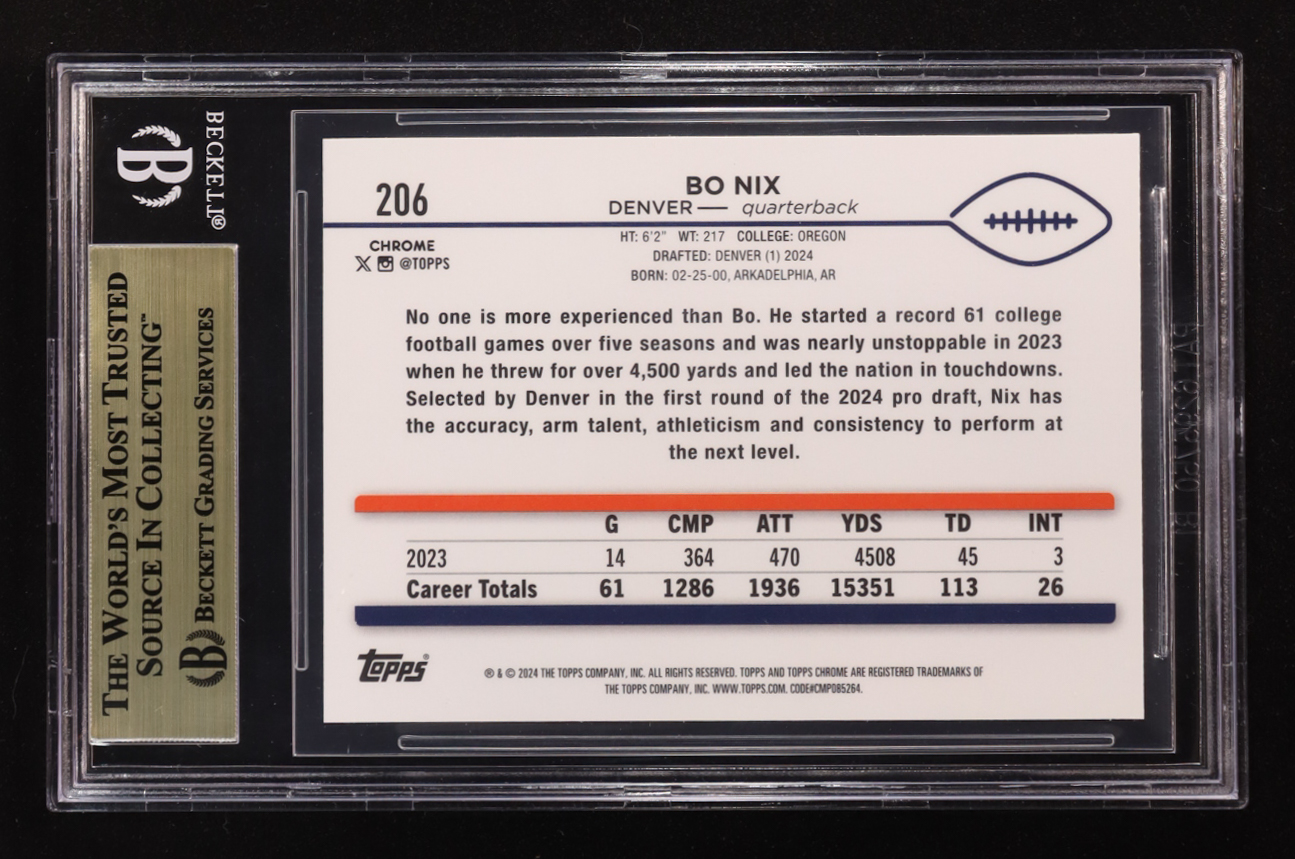 BECKETT®
B
THE WORLD'S MOST TRUSTED
SOURCE IN COLLECTING™
B BECKETT GRADING SERVICES
206
BO NIX
DENVER — quarterback
CHROME
X @TOPPS
HT: 6'2" WT: 217 COLLEGE: OREGON
DRAFTED: DENVER (1) 2024
BORN: 02-25-00, ARKADELPHIA, AR
No one is more experienced than Bo. He started a record 61 college
football games over five seasons and was nearly unstoppable in 2023
when he threw for over 4,500 yards and led the nation in touchdowns.
Selected by Denver in the first round of the 2024 pro draft, Nix has
the accuracy, arm talent, athleticism and consistency to perform at
the next level.
G CMP ATT YDS TD INT
2023 14 364 470 4508 45 3
Career Totals 61 1286 1936 15351 113 26
Topps®
® & © 2024 THE TOPPS COMPANY, INC. ALL RIGHTS RESERVED. TOPPS AND TOPPS CHROME ARE REGISTERED TRADEMARKS OF
THE TOPPS COMPANY, INC. WWW.TOPPS.COM. CODE#CMP085264.